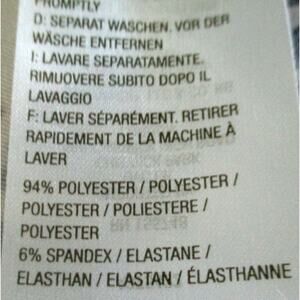 PROMPTLY
D: SEPARAT WASCHEN. VOR DER
WÄSCHE ENTFERNEN
I: LAVARE SEPARATAMENTE.
RIMUOVERE SUBITO DOPO IL
LAVAGGIO
F: LAVER SÉPARÉMENT. RETIRER
RAPIDEMENT DE LA MACHINE À
LAVER
94% POLYESTER / POLYESTER /
POLYESTER / POLIESTERE /
POLYESTER
6% SPANDEX / ELASTANE /
ELASTHAN / ELASTAN / ÉLASTHANNE